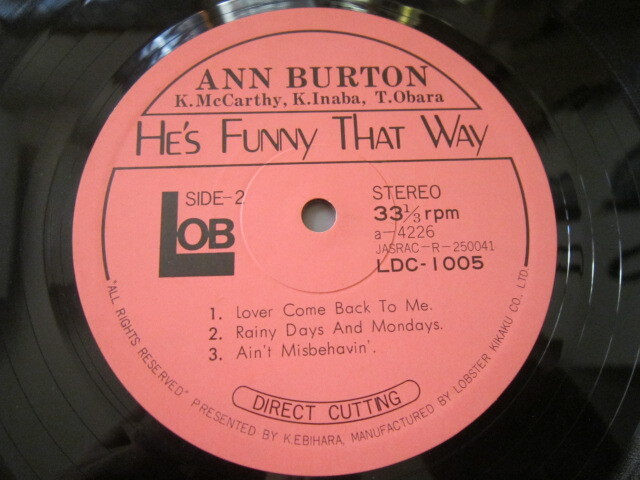 ANN BURTON
K. McCarthy, K.Inaba, T.Obara
HE'S FUNNY THAT WAY
SIDE-2
LOB
STEREO
33 1/3 rpm
a-4226
JASRAC-R-250041
LDC-1005
1. Lover Come Back To Me.
2. Rainy Days And Mondays.
3. Ain't Misbehavin'.
DIRECT CUTTING
"ALL RIGHTS RESERVED" PRESENTED BY K.EBIHARA, MANUFACTURED BY LOBSTER KIKAKU CO., LTD.